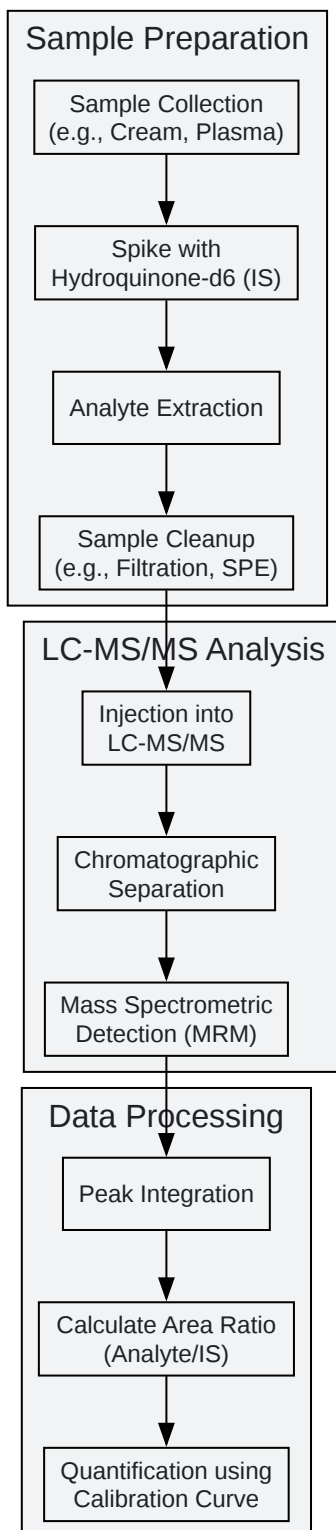 Sample Preparation
Sample Collection
(e.g., Cream, Plasma)
Spike with
Hydroquinone-d6 (IS)
Analyte Extraction
Sample Cleanup
(e.g., Filtration, SPE)
LC-MS/MS Analysis
Injection into
LC-MS/MS
Chromatographic
Separation
Mass Spectrometric
Detection (MRM)
Data Processing
Peak Integration
Calculate Area Ratio
(Analyte/IS)
Quantification using
Calibration Curve